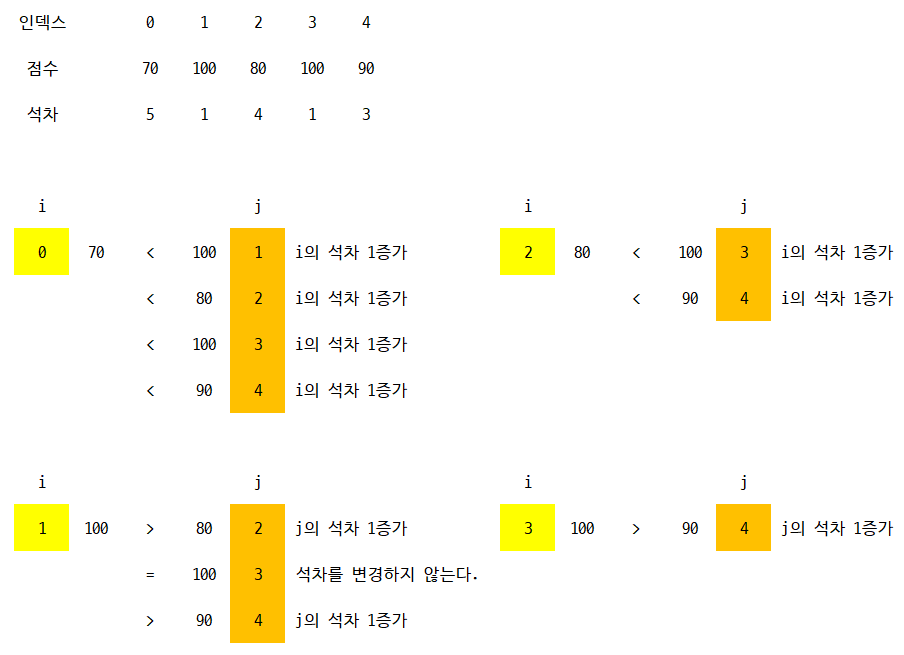 인덱스 0 1 2 3 4
점수 70 100 80 100 90
석차 5 1 4 1 3
i j
0 70 < 100 1 i의 석차 1증가
< 80 2 i의 석차 1증가
< 100 3 i의 석차 1증가
< 90 4 i의 석차 1증가
i j
2 80 < 100 3 i의 석차 1증가
< 90 4 i의 석차 1증가
i j
1 100 > 80 2 j의 석차 1증가
= 100 3 석차를 변경하지 않는다.
> 90 4 j의 석차 1증가
i j
3 100 > 90 4 j의 석차 1증가